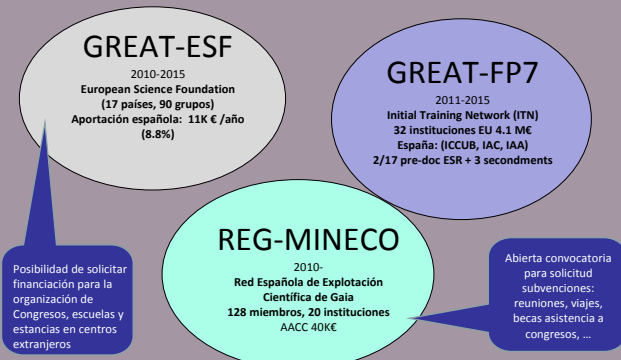 GREAT-ESF
2010-2015
European Science Foundation
(17 países, 90 grupos)
Aportación española: 11K € /año
(8.8%)
GREAT-FP7
2011-2015
Initial Training Network (ITN)
32 instituciones EU 4.1 M€
España: (ICCUB, IAC, IAA)
2/17 pre-doc ESR + 3 secondments
REG-MINECO
2010-
Red Española de Explotación
Científica de Gaia
128 miembros, 20 instituciones
AACC 40K€
Posibilidad de solicitar
financiación para la
organización de
Congresos, escuelas y
estancias en centros
extranjeros
Abierta convocatoria
para solicitud
subvenciones:
reuniones, viajes,
becas asistencia a
congresos, ...